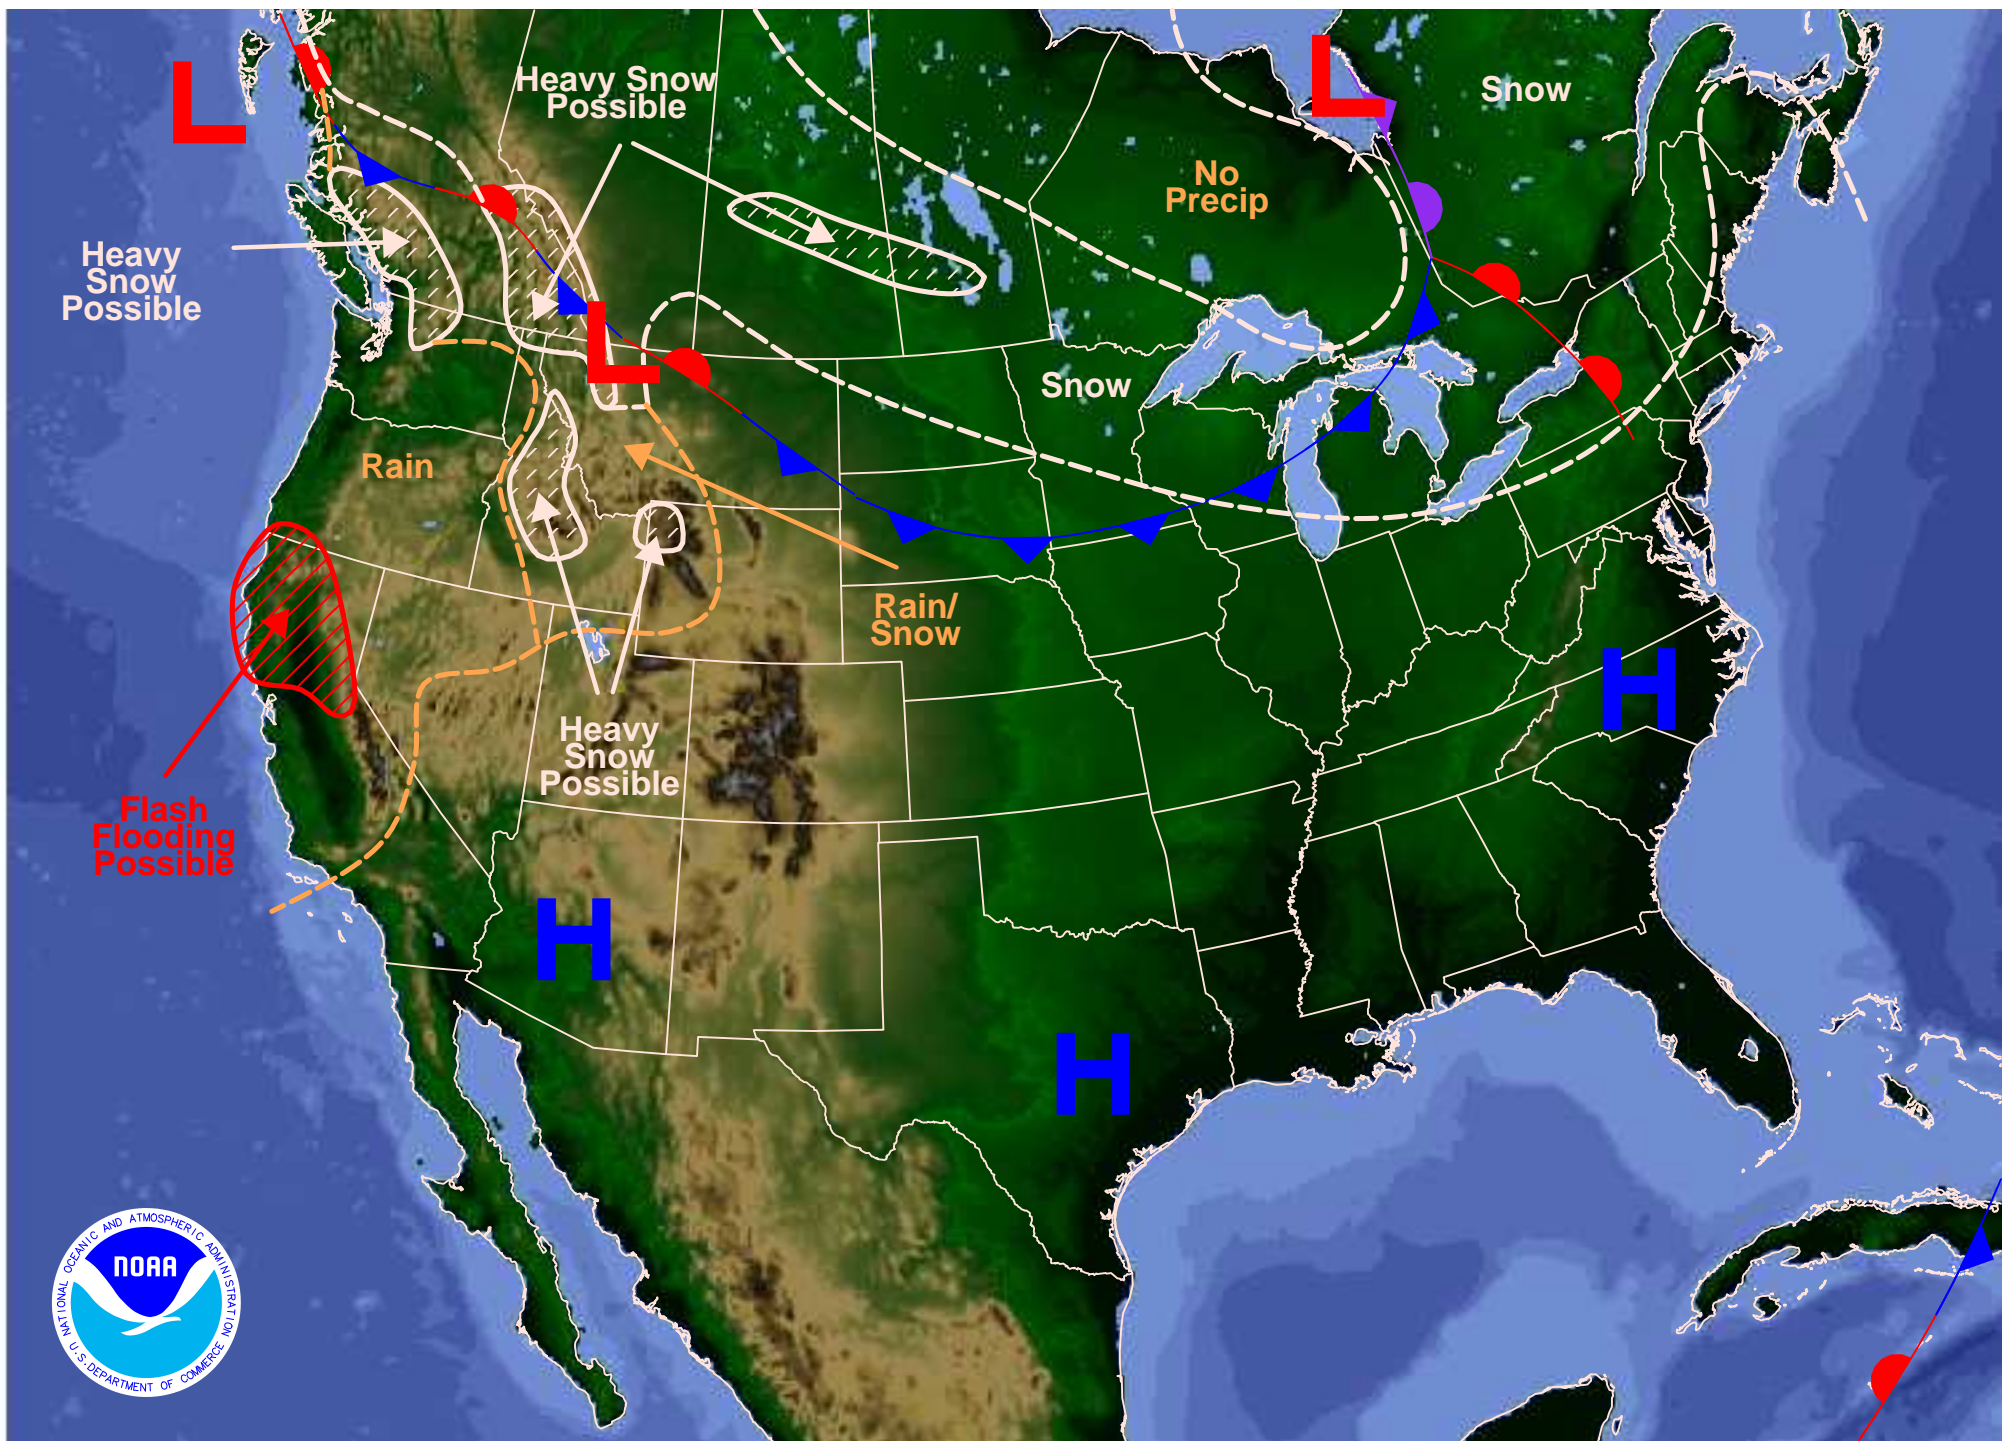 L
L
Heavy Snow
Possible
Snow
No
Precip
Heavy
Snow
Possible
L
Snow
Rain
Rain/
Snow
H
Heavy
Snow
Possible
Flash
Flooding
Possible
H
H
NATIONAL OCEANIC AND ATMOSPHERIC ADMINISTRATION
NOAA
U.S. DEPARTMENT OF COMMERCE